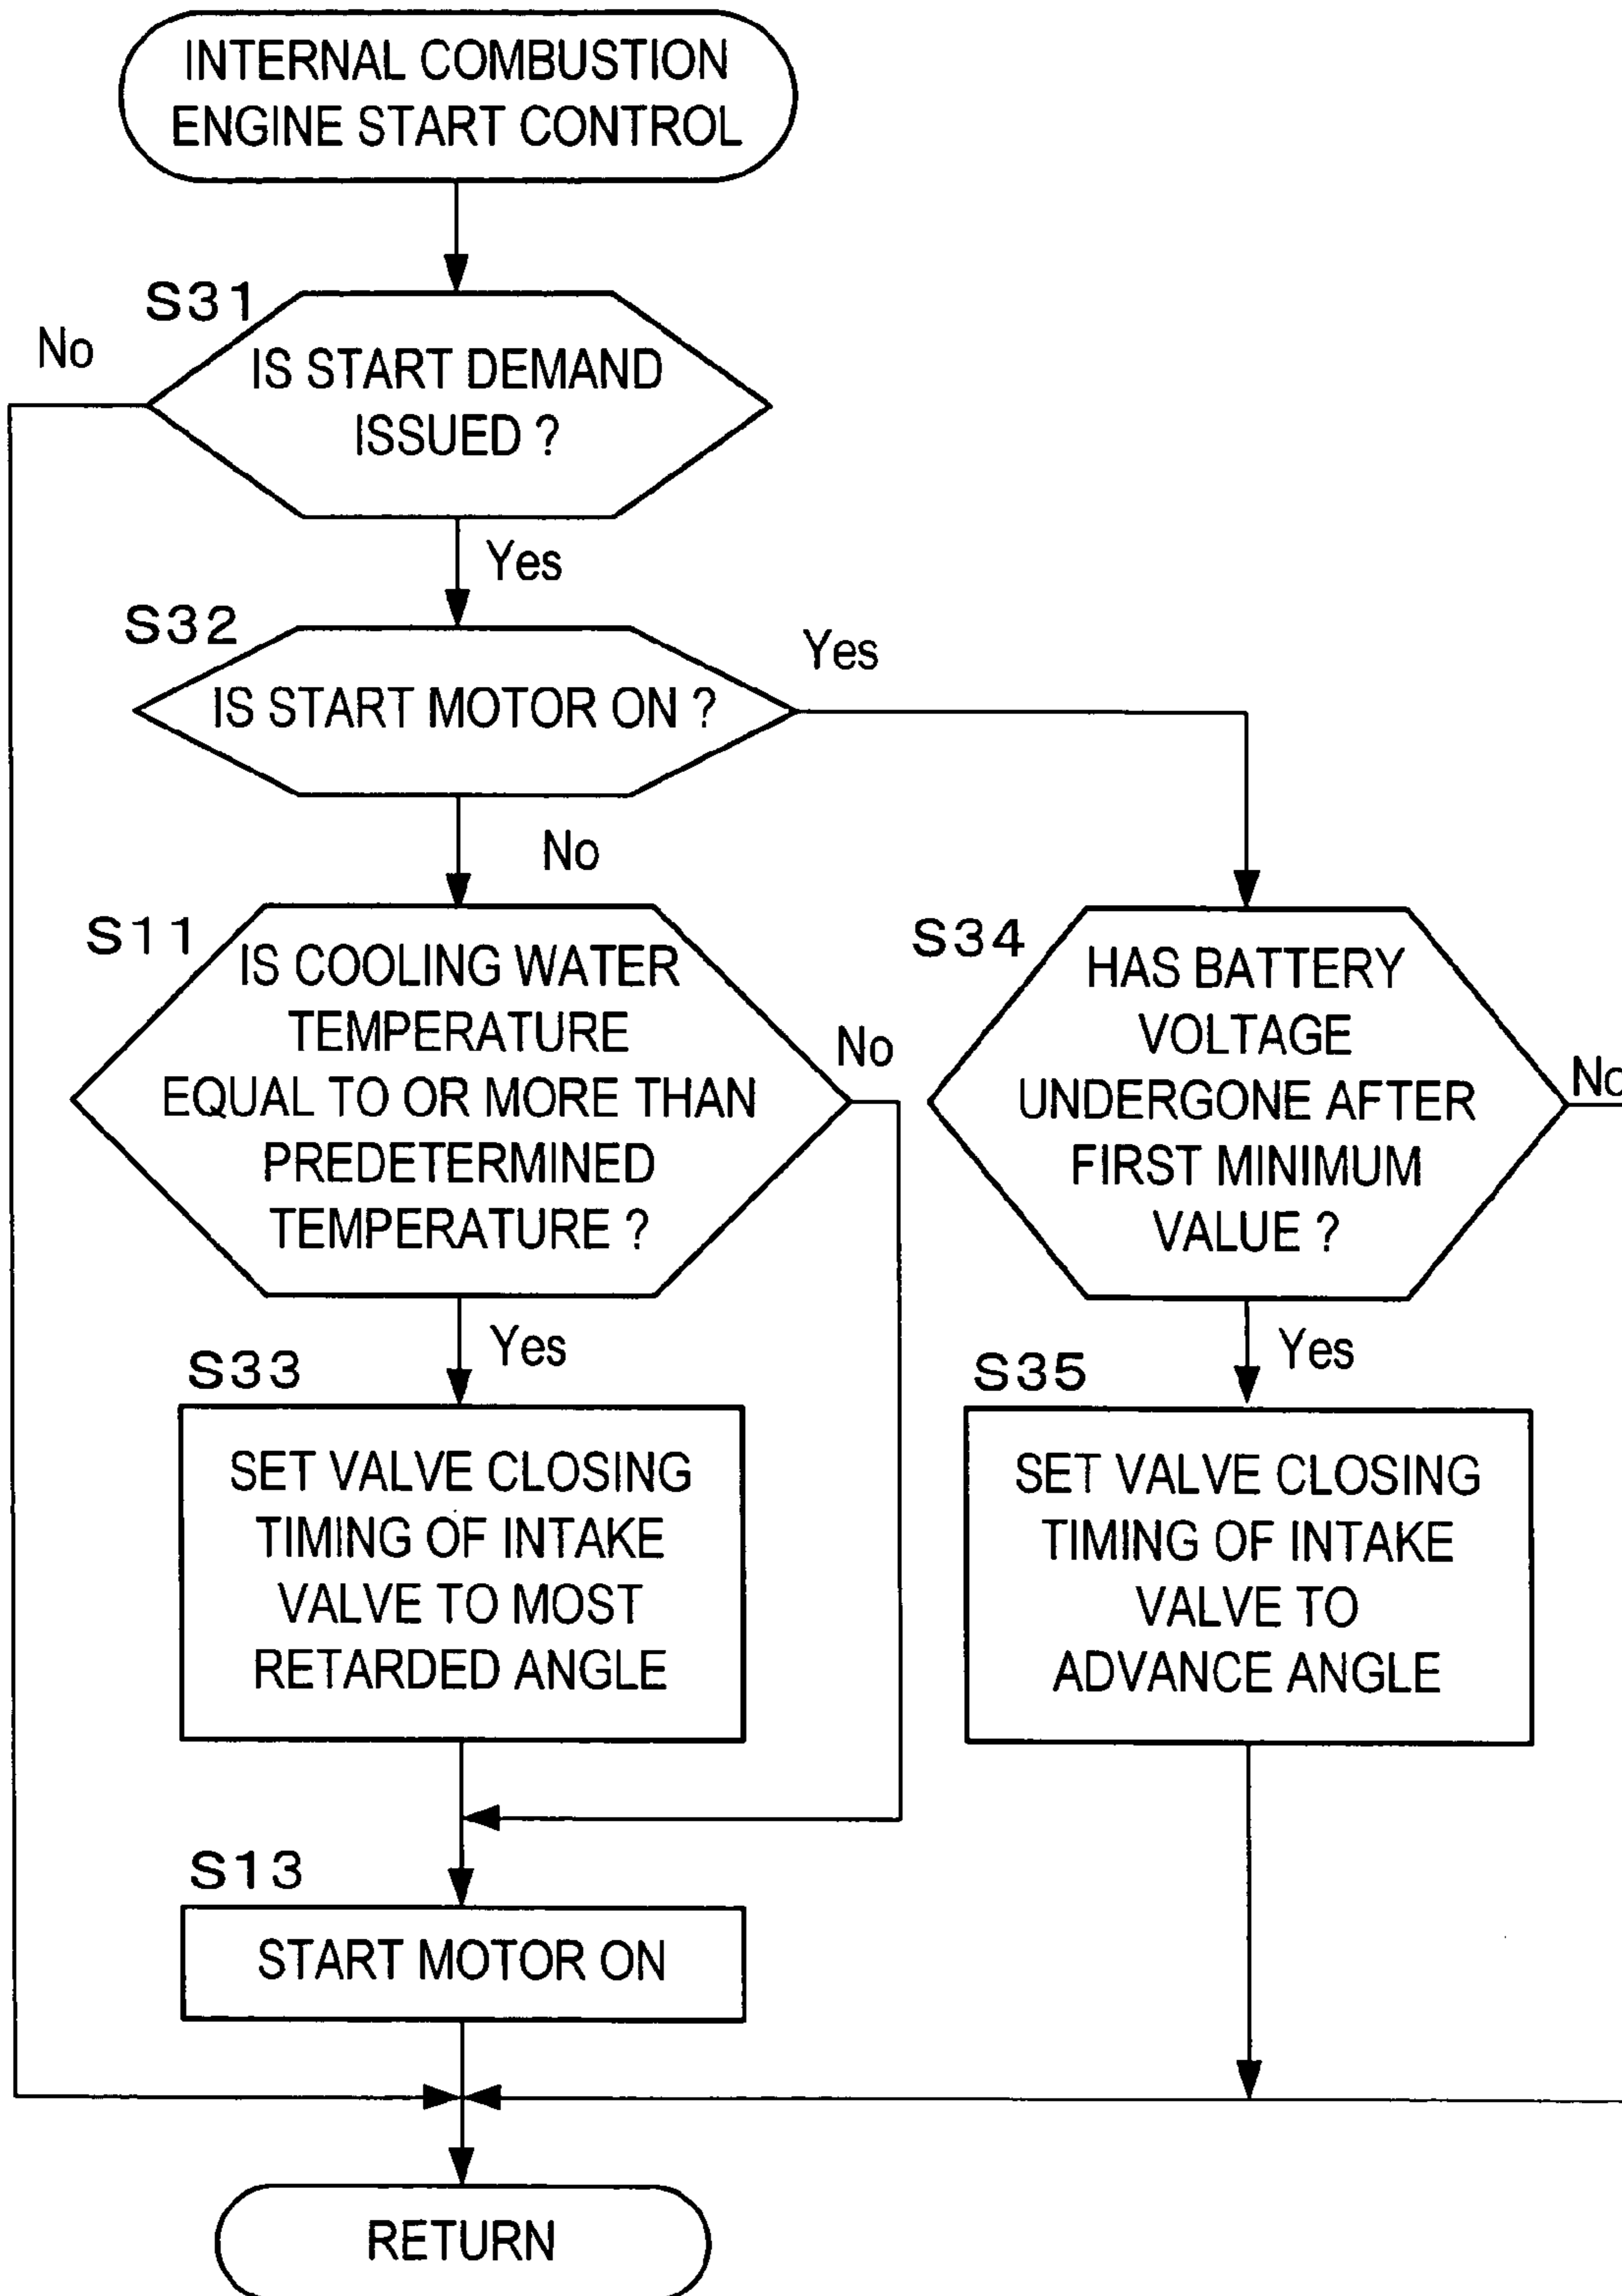 INTERNAL COMBUSTION
ENGINE START CONTROL
S31
No
IS START DEMAND
ISSUED ?
Yes
S32
IS START MOTOR ON ?
Yes
No
S11
IS COOLING WATER
TEMPERATURE
EQUAL TO OR MORE THAN
PREDETERMINED
TEMPERATURE ?
No
S34
HAS BATTERY
VOLTAGE
UNDERGONE AFTER
FIRST MINIMUM
VALUE ?
No
Yes
S33
SET VALVE CLOSING
TIMING OF INTAKE
VALVE TO MOST
RETARDED ANGLE
Yes
S35
SET VALVE CLOSING
TIMING OF INTAKE
VALVE TO
ADVANCE ANGLE
S13
START MOTOR ON
RETURN